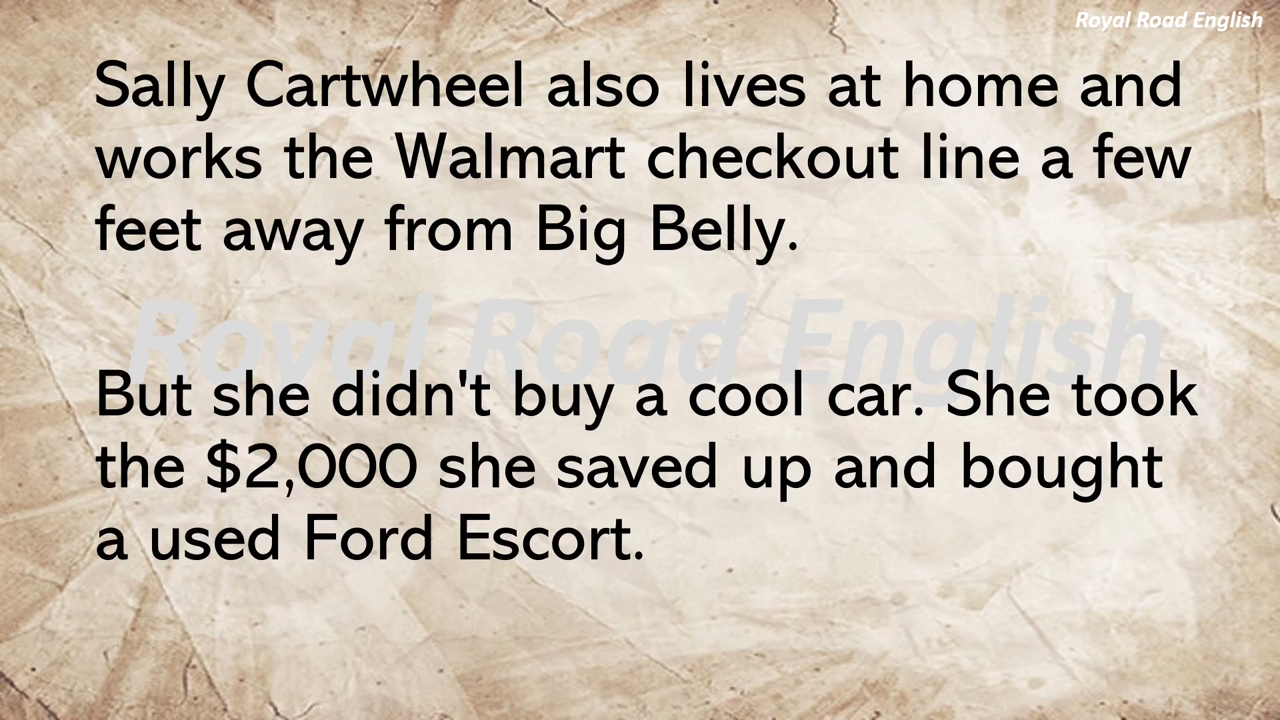 Royal Road English
Sally Cartwheel also lives at home and
works the Walmart checkout line a few
feet away from Big Belly.
Royal Road English
But she didn't buy a cool car. She took
the $2,000 she saved up and bought
a used Ford Escort.